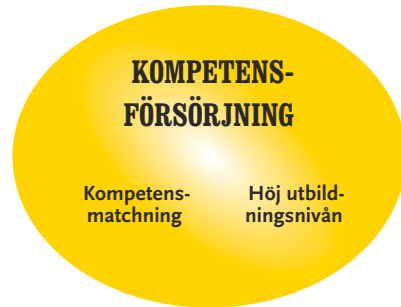 KOMPETENS-
FÖRSÖRJNING
Kompetens-
matchning
Höj utbild-
ningsnivån